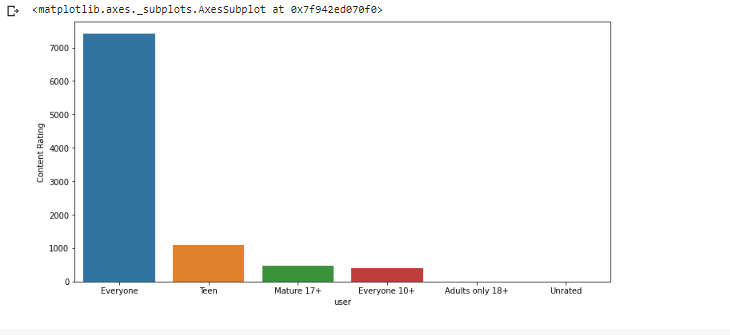 <matplotlib.axes._subplots.AxesSubplot at 0x7f942ed070f0>
7000
6000
5000
4000
3000
2000
1000
0
Content Rating
Everyone Teen Mature 17+ Everyone 10+ Adults only 18+ Unrated
user